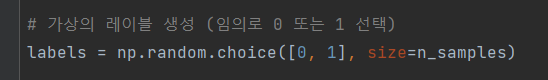 # 가상의 레이블 생성 (임의로 0 또는 1 선택)
labels = np.random.choice([0, 1], size=n_samples)